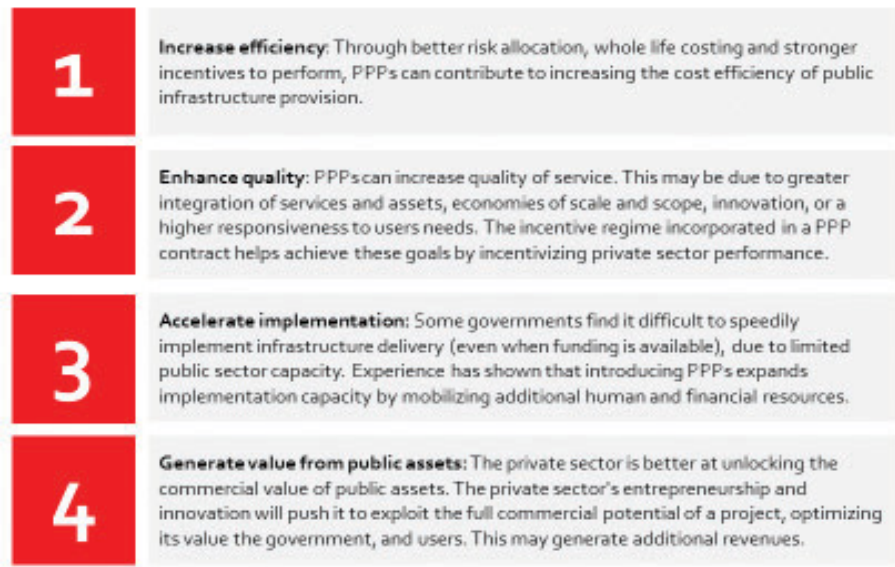 1
Increase efficiency: Through better risk allocation, whole life costing and stronger
incentives to perform, PPPs can contribute to increasing the cost efficiency of public
infrastructure provision.
2
Enhance quality: PPPs can increase quality of service. This may be due to greater
integration of services and assets, economies of scale and scope, innovation, or a
higher responsiveness to users needs. The incentive regime incorporated in a PPP
contract helps achieve these goals by incentivizing private sector performance.
3
Accelerate implementation: Some governments find it difficult to speedily
implement infrastructure delivery (even when funding is available), due to limited
public sector capacity. Experience has shown that introducing PPPs expands
implementation capacity by mobilizing additional human and financial resources.
4
Generate value from public assets: The private sector is better at unlocking the
commercial value of public assets. The private sector's entrepreneurship and
innovation will push it to exploit the full commercial potential of a project, optimizing
its value the government, and users. This may generate additional revenues.